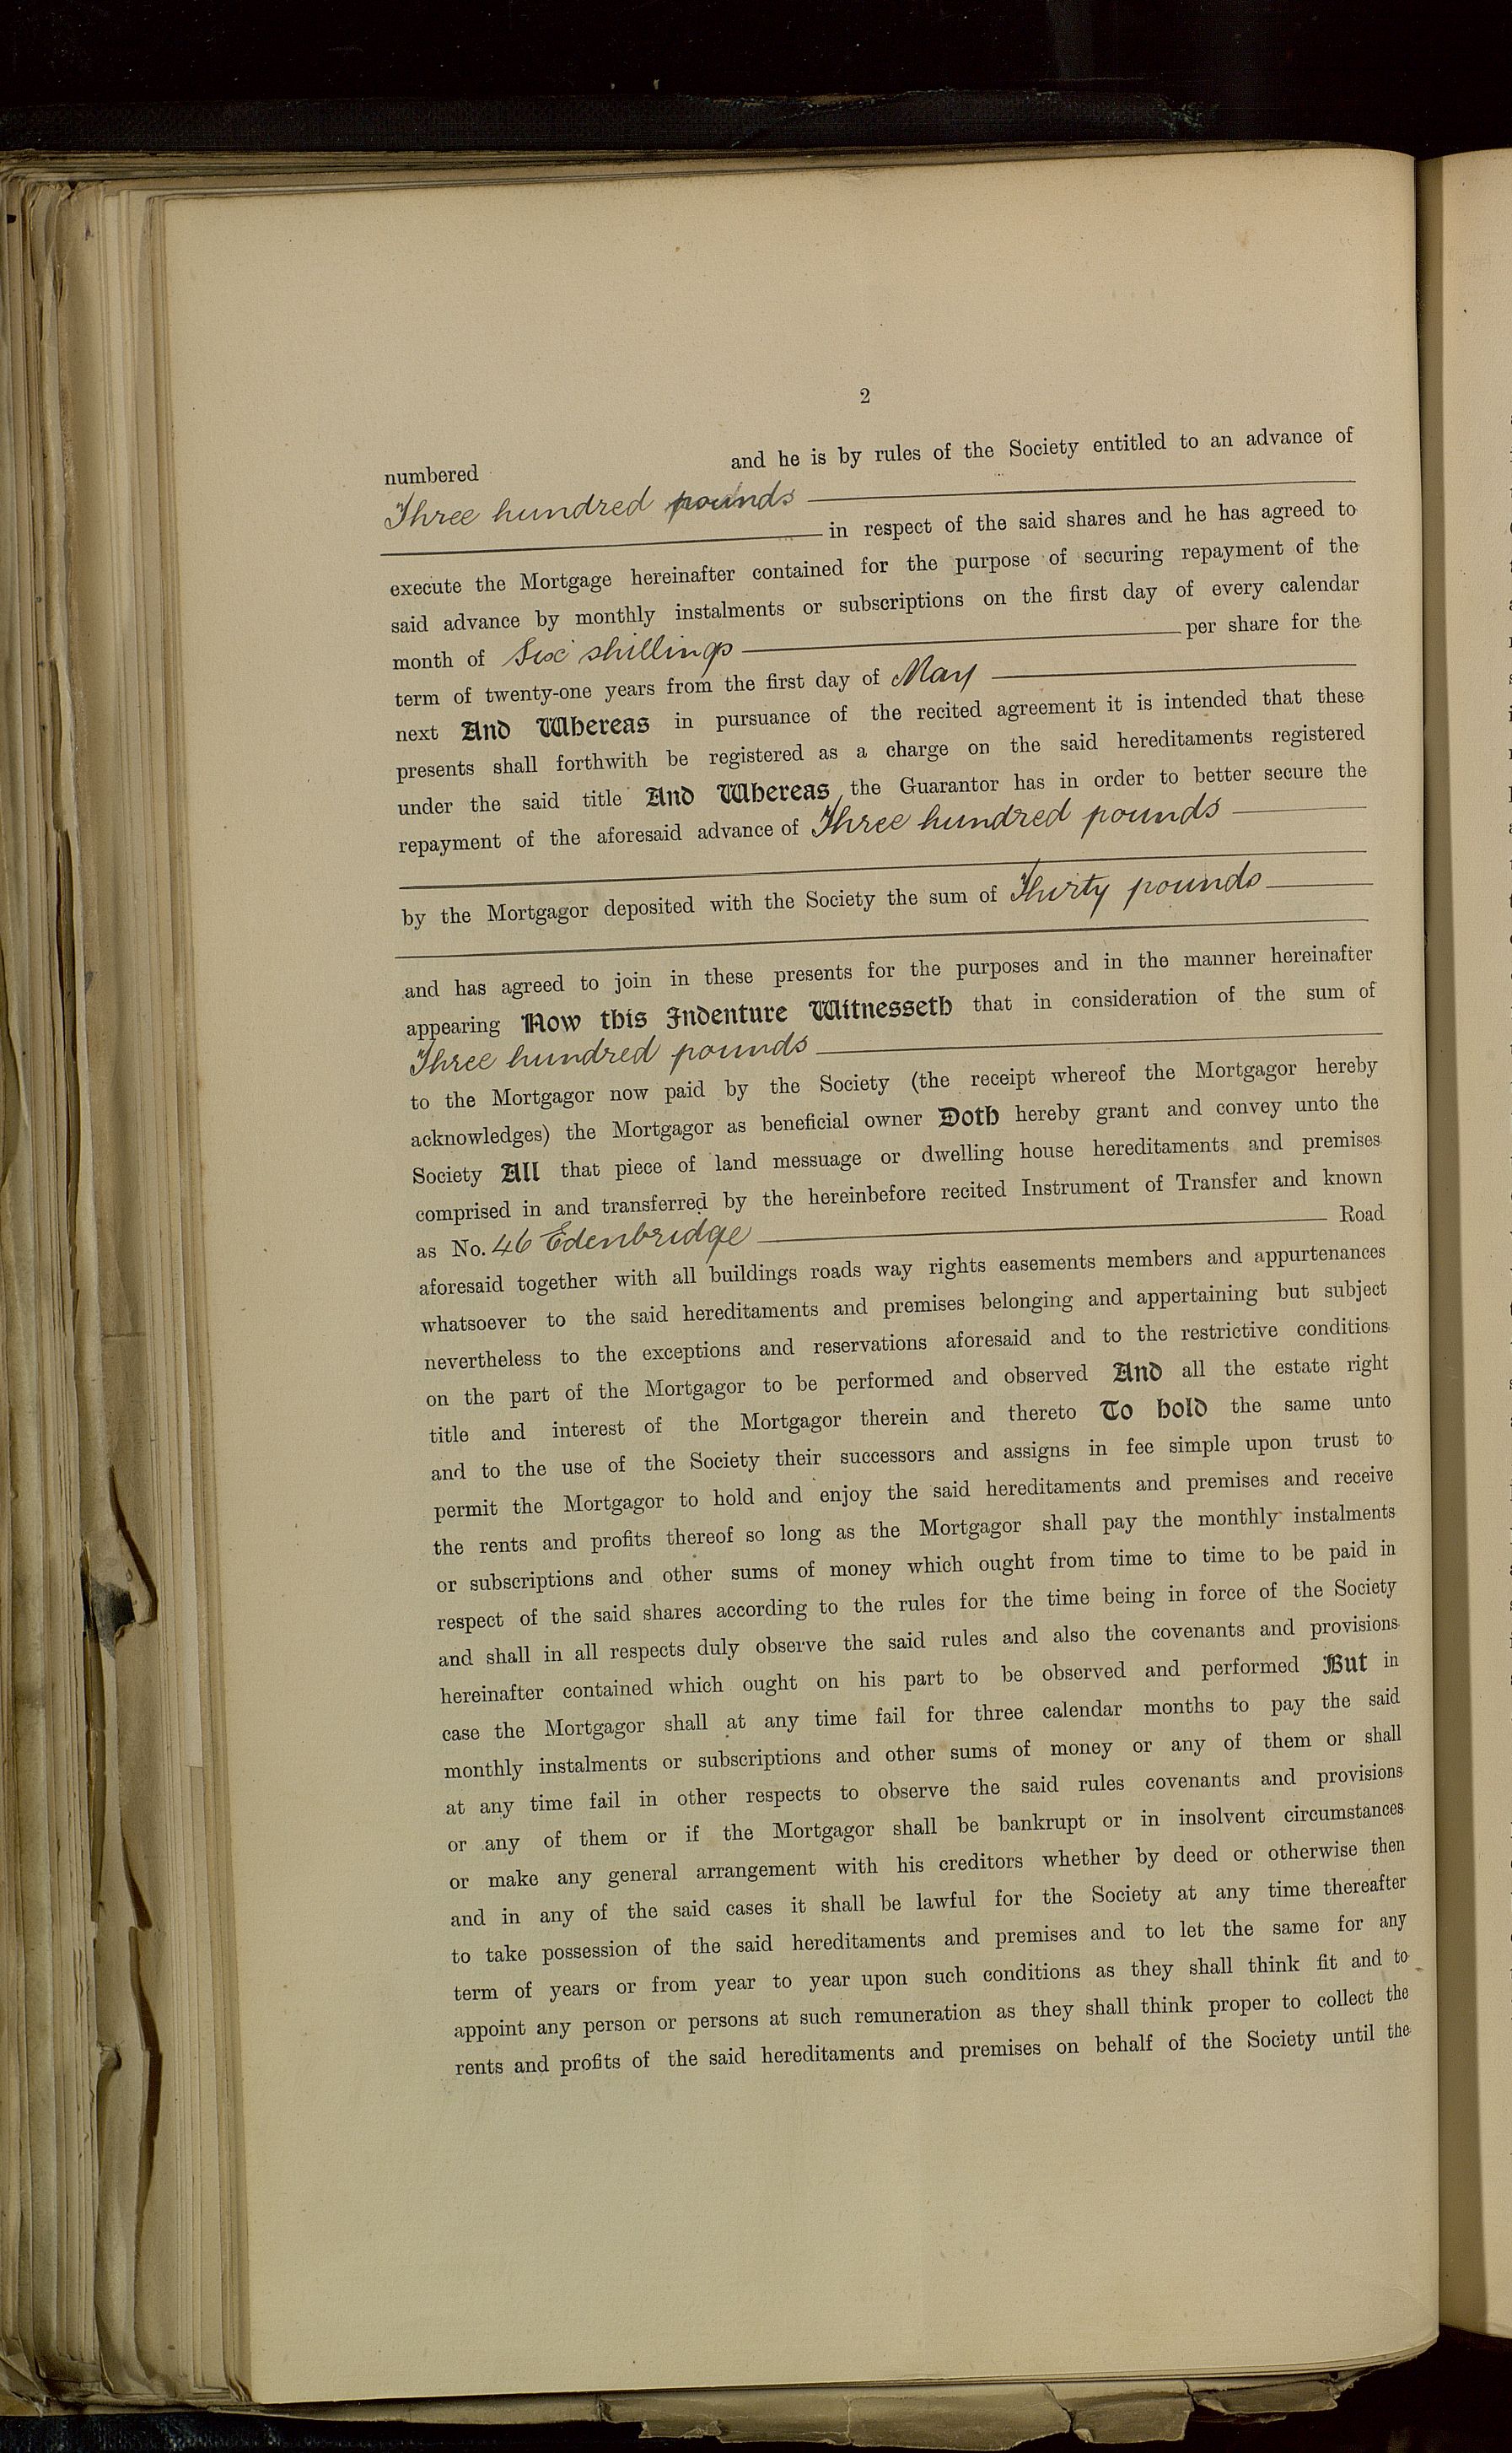 2
numbered and he is by rules of the Society entitled to an advance of
Three hundred pounds
in respect of the said shares and he has agreed to
execute the Mortgage hereinafter contained for the purpose of securing repayment of the
said advance by monthly instalments or subscriptions on the first day of every calendar
month of Six shillings per share for the
term of twenty-one years from the first day of May
next And Whereas in pursuance of the recited agreement it is intended that these
presents shall forthwith be registered as a charge on the said hereditaments registered
under the said title And Whereas the Guarantor has in order to better secure the
repayment of the aforesaid advance of Three hundred pounds
by the Mortgagor deposited with the Society the sum of Thirty pounds
and has agreed to join in these presents for the purposes and in the manner hereinafter
appearing Now this Indenture Witnesseth that in consideration of the sum of
Three hundred pounds
to the Mortgagor now paid by the Society (the receipt whereof the Mortgagor hereby
acknowledges) the Mortgagor as beneficial owner Doth hereby grant and convey unto the
Society All that piece of land messuage or dwelling house hereditaments and premises
comprised in and transferred by the hereinbefore recited Instrument of Transfer and known
as No. 46 Edenbridge Road
aforesaid together with all buildings roads way rights easements members and appurtenances
whatsoever to the said hereditaments and premises belonging and appertaining but subject
nevertheless to the exceptions and reservations aforesaid and to the restrictive conditions
on the part of the Mortgagor to be performed and observed And all the estate right
title and interest of the Mortgagor therein and thereto To hold the same unto
and to the use of the Society their successors and assigns in fee simple upon trust to
permit the Mortgagor to hold and enjoy the said hereditaments and premises and receive
the rents and profits thereof so long as the Mortgagor shall pay the monthly instalments
or subscriptions and other sums of money which ought from time to time to be paid in
respect of the said shares according to the rules for the time being in force of the Society
and shall in all respects duly observe the said rules and also the covenants and provisions
hereinafter contained which ought on his part to be observed and performed But in
case the Mortgagor shall at any time fail for three calendar months to pay the said
monthly instalments or subscriptions and other sums of money or any of them or shall
at any time fail in other respects to observe the said rules covenants and provisions
or any of them or if the Mortgagor shall be bankrupt or in insolvent circumstances
or make any general arrangement with his creditors whether by deed or otherwise then
and in any of the said cases it shall be lawful for the Society at any time thereafter
to take possession of the said hereditaments and premises and to let the same for any
term of years or from year to year upon such conditions as they shall think fit and to
appoint any person or persons at such remuneration as they shall think proper to collect the
rents and profits of the said hereditaments and premises on behalf of the Society until the